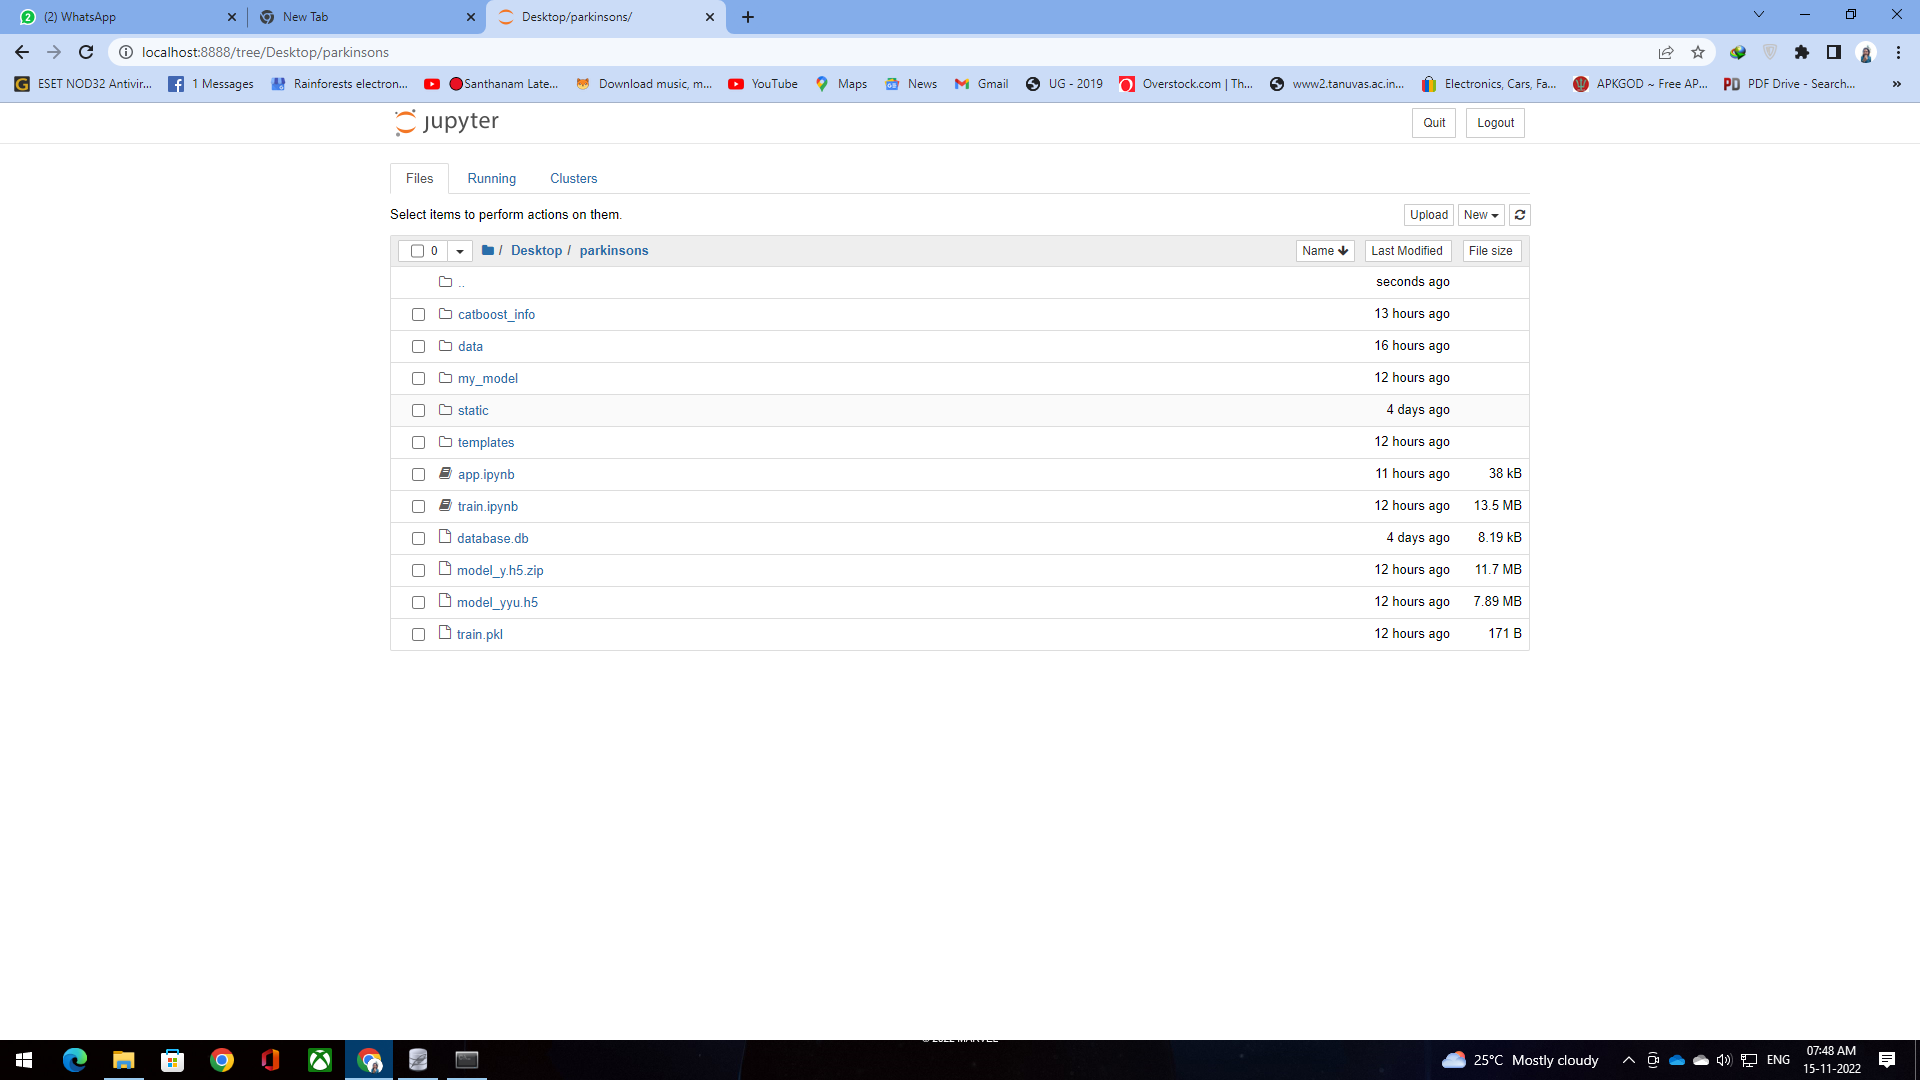 (2) WhatsApp
New Tab
Desktop/parkinsons/
localhost:8888/tree/Desktop/parkinsons
ESET NOD32 Antivir...
1 Messages
Rainforests electron...
Santhanam Late...
Download music, m...
YouTube
Maps
News
Gmail
UG - 2019
Overstock.com | Th...
www2.tanuvas.ac.in...
Electronics, Cars, Fa...
APKGOD ~ Free AP...
PDF Drive - Search...
»
jupyter
Quit
Logout
Files
Running
Clusters
Select items to perform actions on them.
Upload
New
0
/ Desktop / parkinsons
Name
Last Modified
File size
.. seconds ago
catboost_info 13 hours ago
data 16 hours ago
my_model 12 hours ago
static 4 days ago
templates 12 hours ago
app.ipynb 11 hours ago 38 kB
train.ipynb 12 hours ago 13.5 MB
database.db 4 days ago 8.19 kB
model_y.h5.zip 12 hours ago 11.7 MB
model_yyu.h5 12 hours ago 7.89 MB
train.pkl 12 hours ago 171 B
© 2022 MARVEL
25°C Mostly cloudy
ENG
07:48 AM
15-11-2022